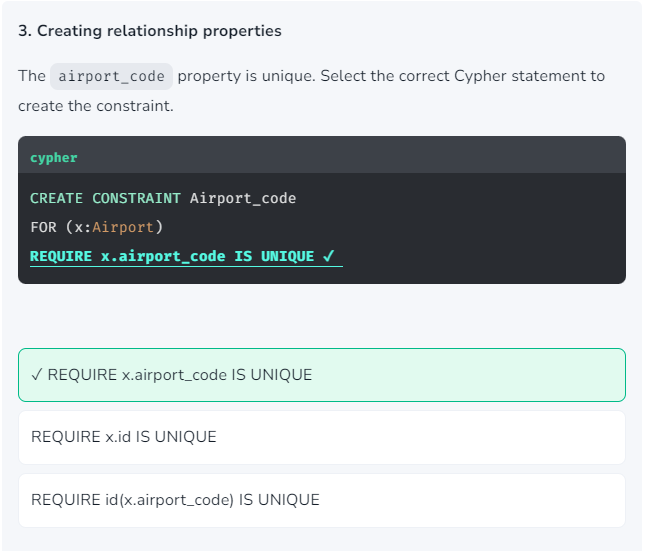 3. Creating relationship properties
The airport_code property is unique. Select the correct Cypher statement to
create the constraint.
cypher
CREATE CONSTRAINT Airport_code
FOR (x:Airport)
REQUIRE x.airport_code IS UNIQUE ✓
✓ REQUIRE x.airport_code IS UNIQUE
REQUIRE x.id IS UNIQUE
REQUIRE id(x.airport_code) IS UNIQUE